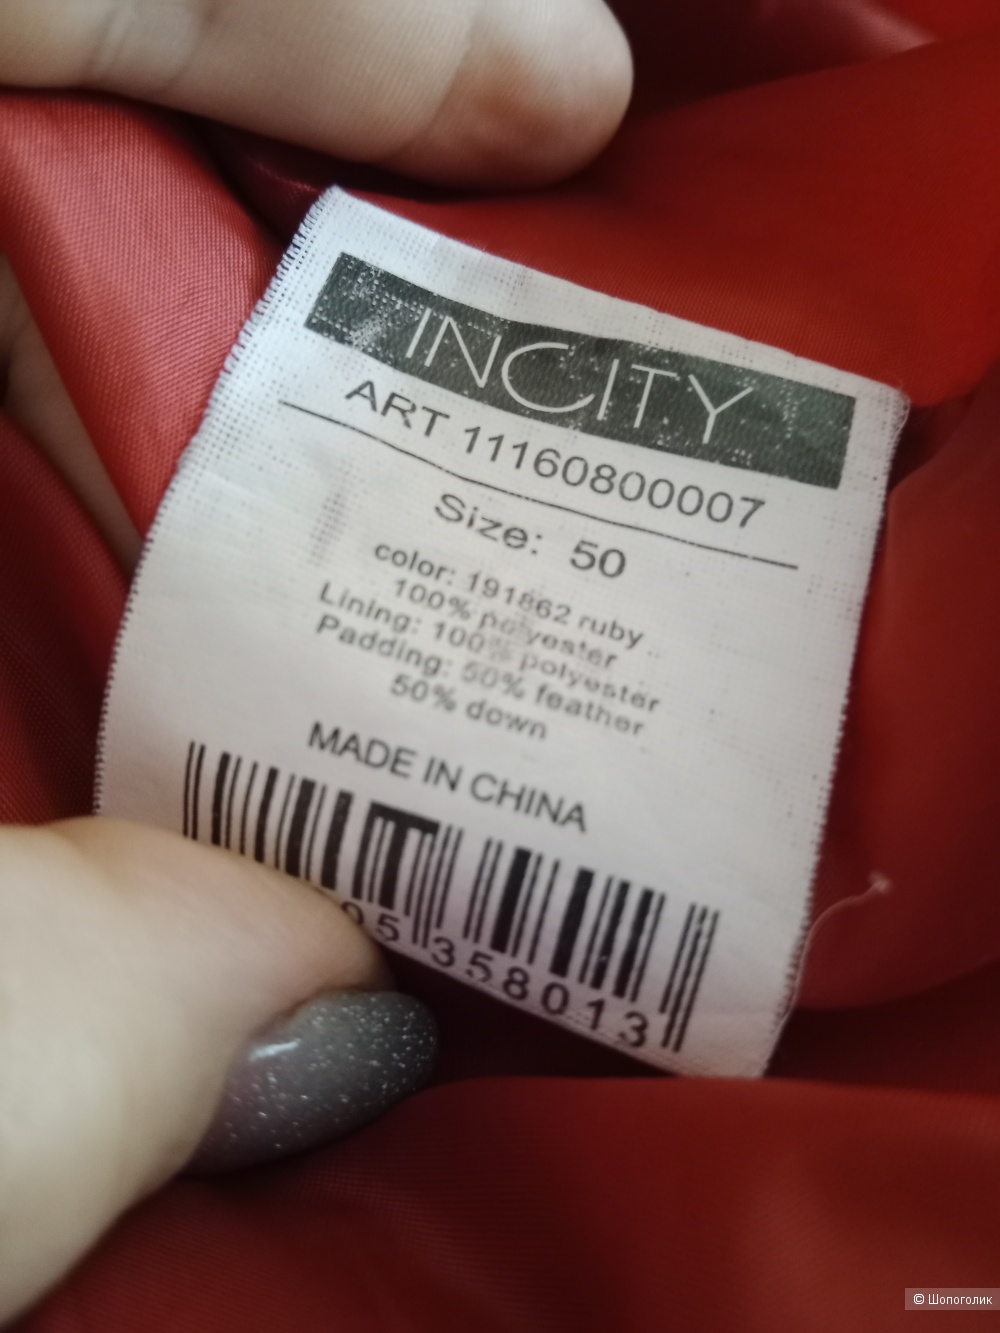 INCITY
ART 11160800007
Size: 50
color: 191862 ruby
100% polyester
Lining: 100% polyester
Padding: 50% feather
50% down
MADE IN CHINA
05 358013
© Шопоголик